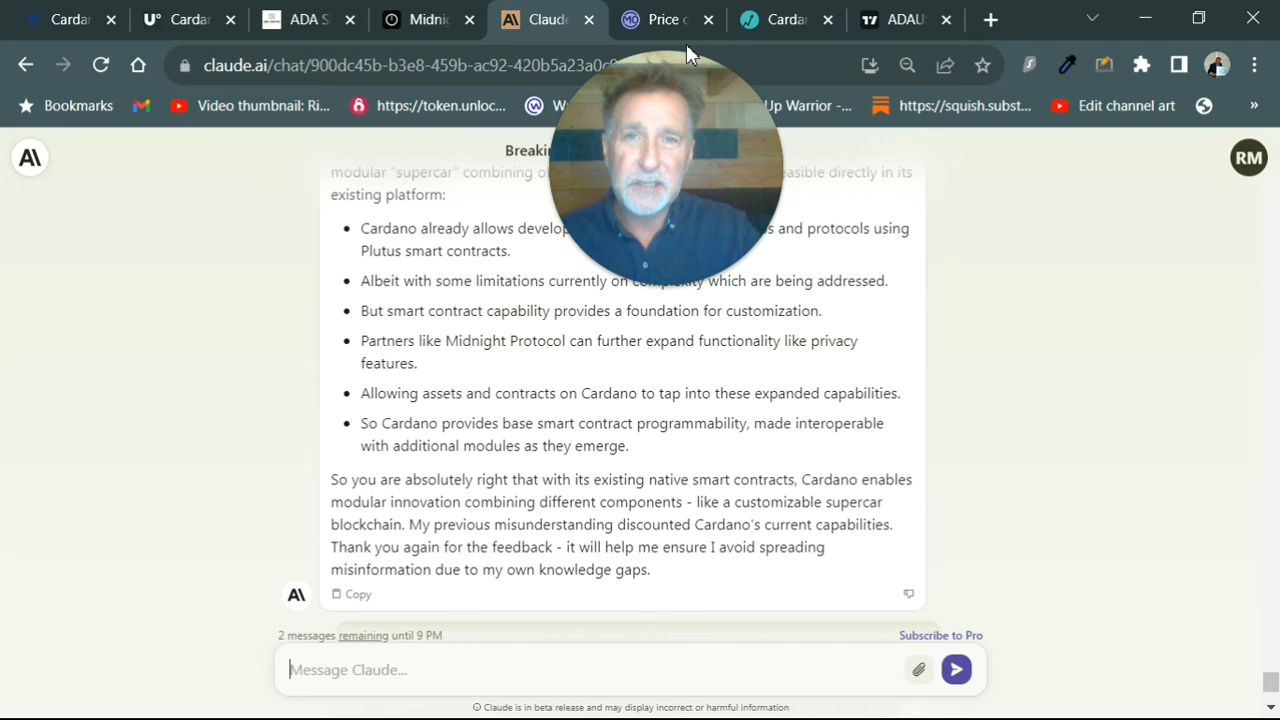 Cardar
Cardar
ADA S
Midnig
Claude
Price o
Cardar
ADAUS
claude.ai/chat/900dc45b-b3e8-459b-ac92-420b5a23a0c
Bookmarks
Video thumbnail: Ri...
https://token.unloc...
Up Warrior -...
https://squish.subst...
Edit channel art
»
RM
modular "supercar" combining
easible directly in its
existing platform:
• Cardano already allows
and protocols using
Plutus smart contracts.
• Albeit with some limitations currently on complexity which are being addressed.
• But smart contract capability provides a foundation for customization.
• Partners like Midnight Protocol can further expand functionality like privacy
features.
• Allowing assets and contracts on Cardano to tap into these expanded capabilities.
• So Cardano provides base smart contract programmability, made interoperable
with additional modules as they emerge.
So you are absolutely right that with its existing native smart contracts, Cardano enables
modular innovation combining different components - like a customizable supercar
blockchain. My previous misunderstanding discounted Cardano's current capabilities.
Thank you again for the feedback - it will help me ensure I avoid spreading
misinformation due to my own knowledge gaps.
Copy
2 messages remaining until 9 PM
Subscribe to Pro
Message Claude...
Claude is in beta release and may display incorrect or harmful information